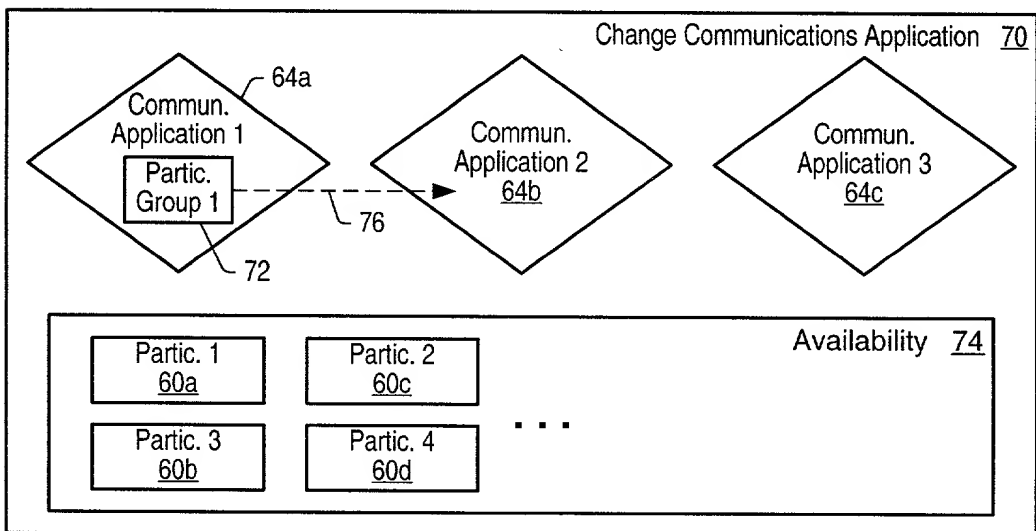 Change Communications Application 70
64a
Commun.
Application 1
Partic.
Group 1
72
76
Commun.
Application 2
64b
Commun.
Application 3
64c
Availability 74
Partic. 1
60a
Partic. 2
60c
Partic. 3
60b
Partic. 4
60d
. . .